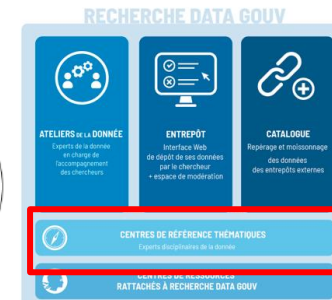 RECHERCHE DATA GOUV
ATELIERS DE LA DONNÉE
Experts de la donnée
en charge de
l'accompagnement
des chercheurs
ENTREPÔT
Interface Web
de dépôt de ses données
par le chercheur
+ espace de modération
CATALOGUE
Repérage et moissonnage
des données
des entrepôts externes
CENTRES DE RÉFÉRENCE THÉMATIQUES
Experts disciplinaires de la donnée
CENTRES DE RESSOURCES
RATTACHÉS À RECHERCHE DATA GOUV